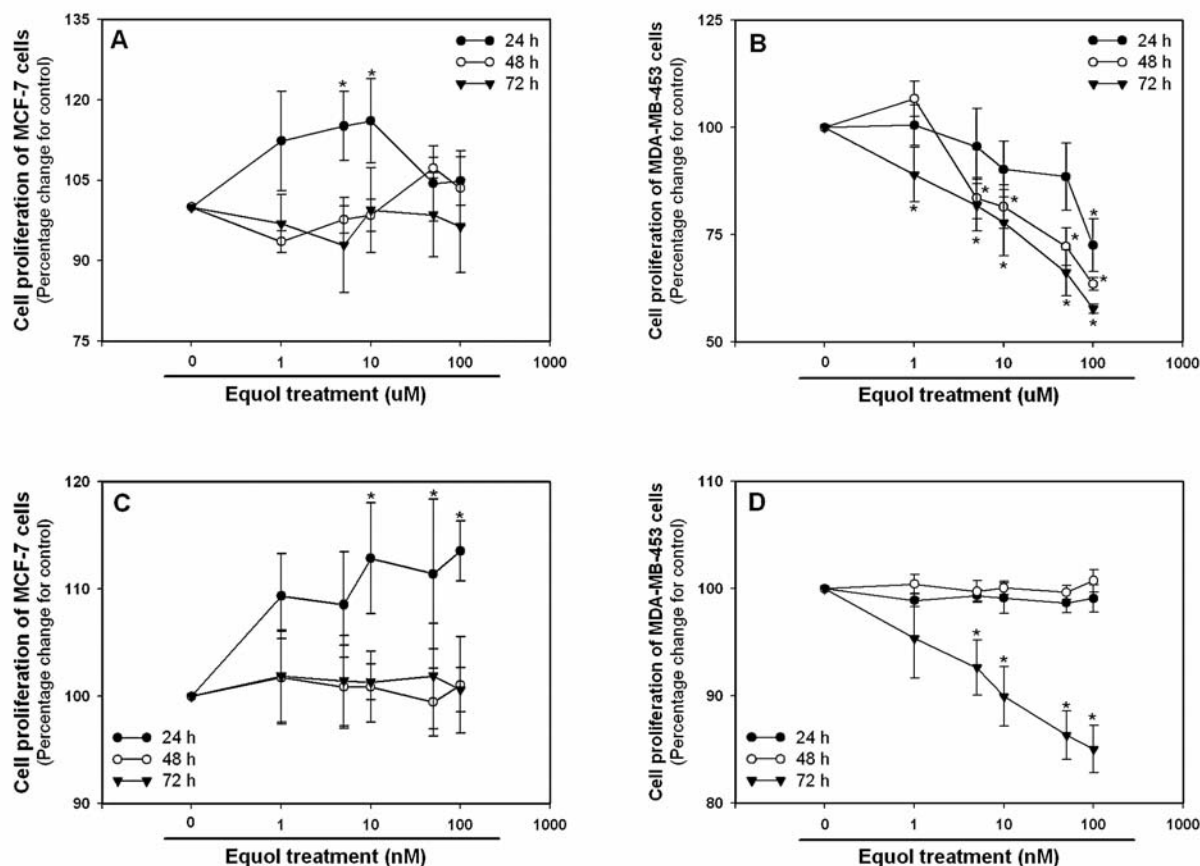 A
24 h
48 h
72 h
135
125
115
105
95
85
75
Cell proliferation of MCF-7 cells
(Percentage change for control)
* *
0 1 10 100 1000
Equol treatment (uM)
B
24 h
48 h
72 h
125
100
75
50
Cell proliferation of MDA-MB-453 cells
(Percentage change for control)
* * * * * * * * * *
0 1 10 100 1000
Equol treatment (uM)
C
120
110
100
90
Cell proliferation of MCF-7 cells
(Percentage change for control)
* * *
24 h
48 h
72 h
0 1 10 100 1000
Equol treatment (nM)
D
110
100
90
80
Cell proliferation of MDA-MB-453 cells
(Percentage change for control)
* * * *
24 h
48 h
72 h
0 1 10 100 1000
Equol treatment (nM)